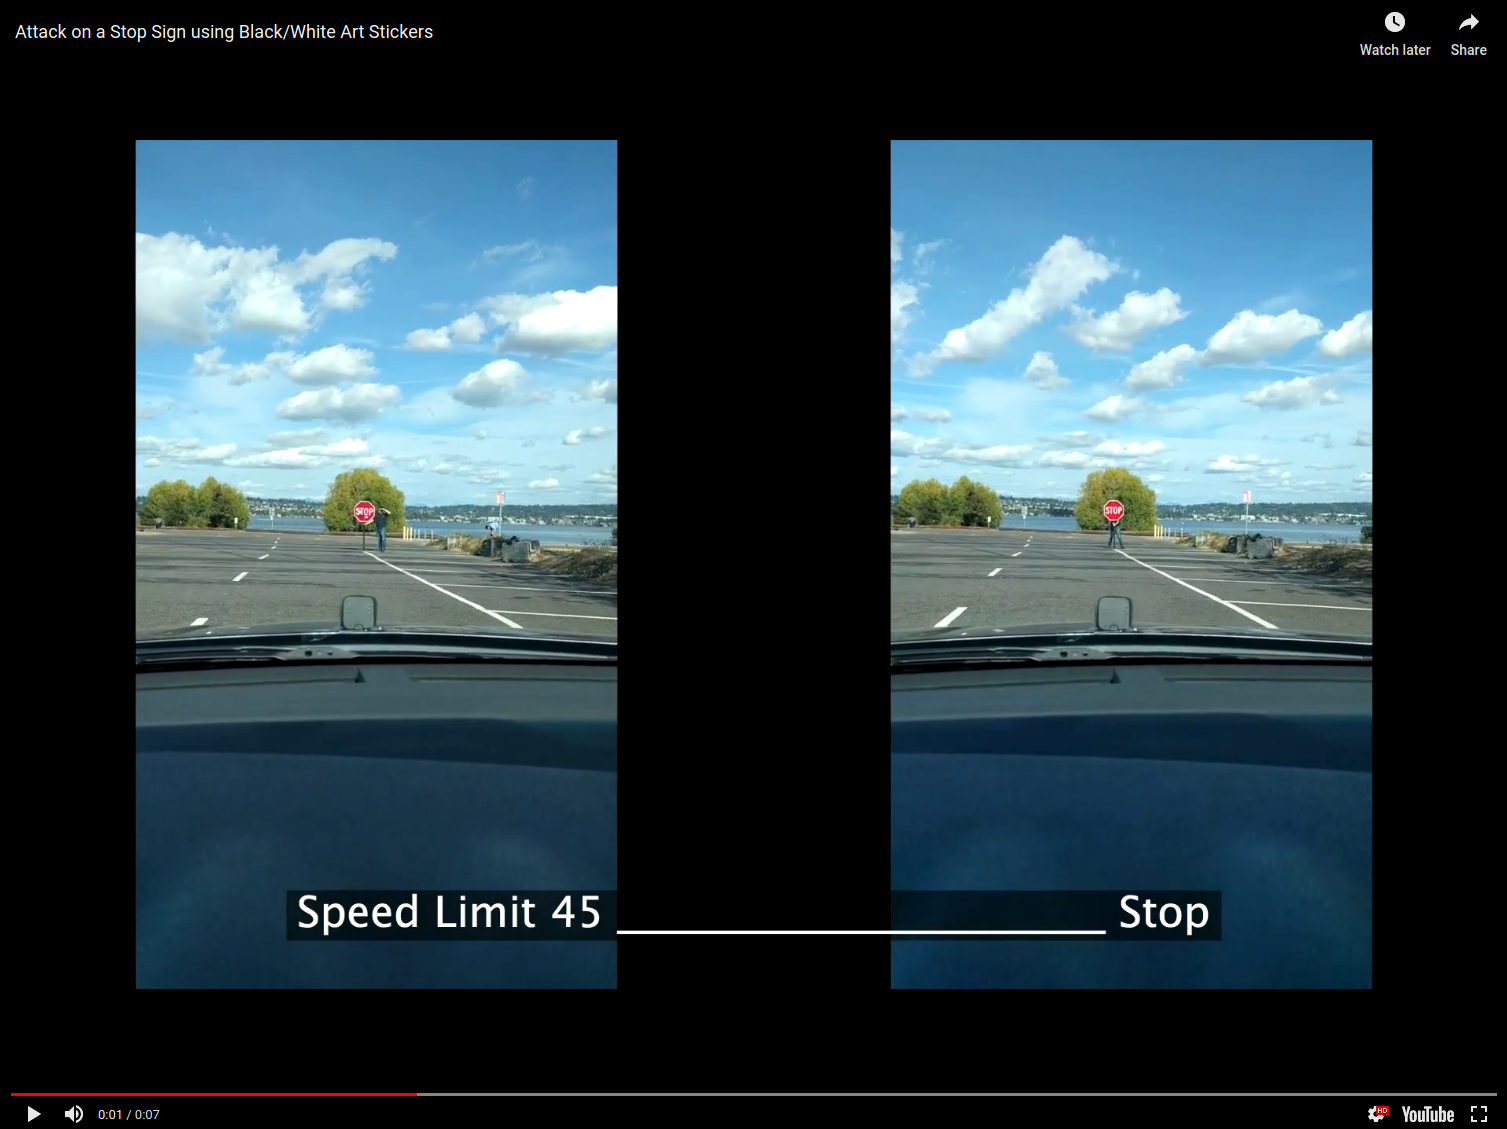 Attack on a Stop Sign using Black/White Art Stickers
Watch later
Share
STOP
STOP
Speed Limit 45
Stop
0:01 / 0:07
HD
YouTube